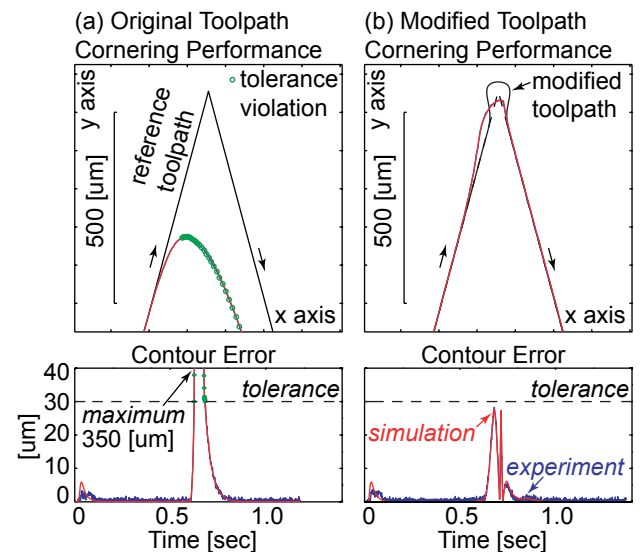 (a) Original Toolpath
Cornering Performance
tolerance
violation
y axis
500 [um]
reference
toolpath
x axis
Contour Error
40
30
20
10
0
[um]
tolerance
maximum
350 [um]
0
0.5
1.0
Time [sec]
(b) Modified Toolpath
Cornering Performance
modified
toolpath
y axis
500 [um]
x axis
Contour Error
tolerance
simulation
experiment
0
0.5
1.0
Time [sec]